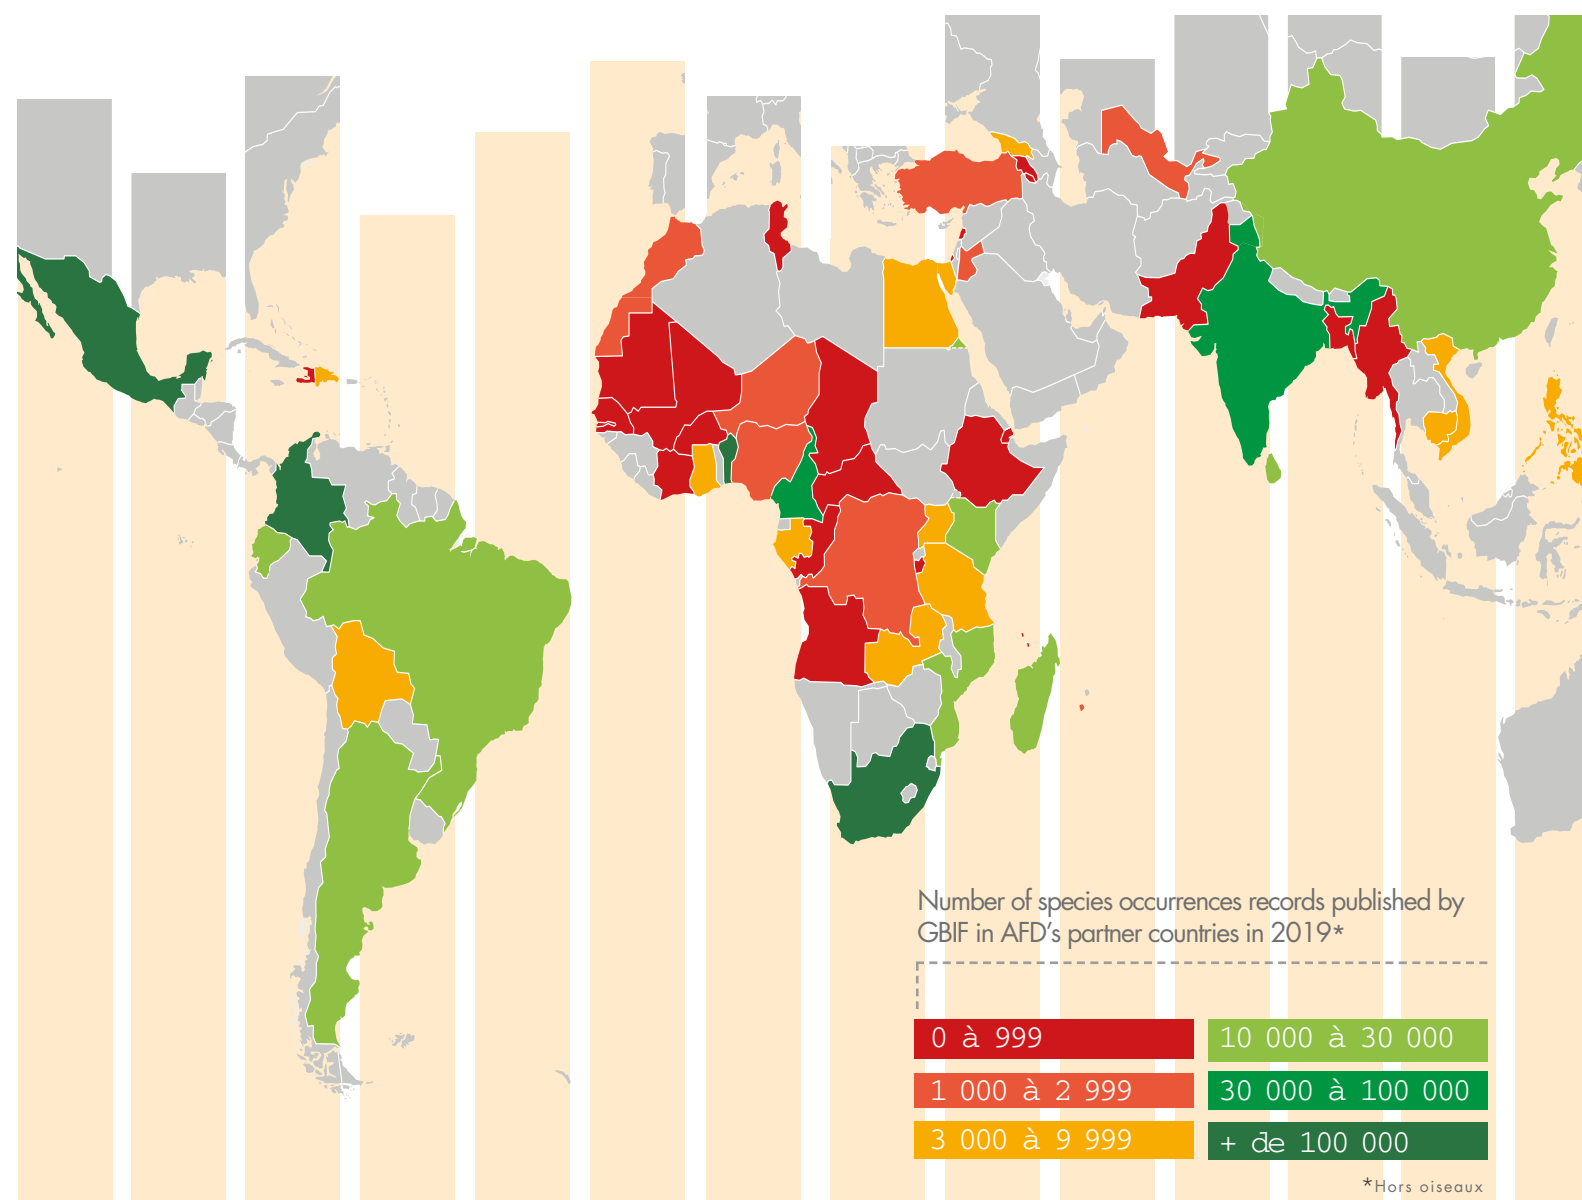 Number of species occurrences records published by
GBIF in AFD's partner countries in 2019*
0 à 999
10 000 à 30 000
1 000 à 2 999
30 000 à 100 000
3 000 à 9 999
+ de 100 000
*Hors oiseaux